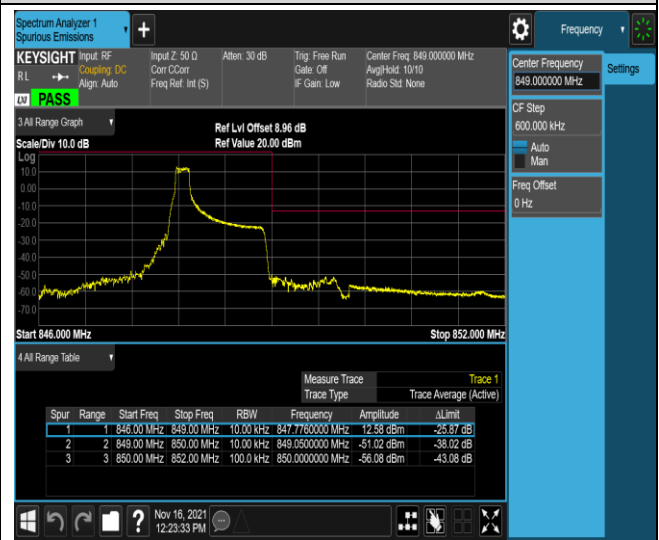 Spectrum Analyzer 1
Spurious Emissions
+
Frequency
KEYSIGHT
Input: RF
Input Z: 50 Ω
Atten: 30 dB
Trig: Free Run
Center Freq: 849.000000 MHz
RL
Coupling: DC
Corr CCorr
Gate: Off
Avg|Hold: 10/10
Align: Auto
Freq Ref: Int (S)
IF Gain: Low
Radio Std: None
LXI PASS
Center Frequency
849.000000 MHz
Settings
CF Step
600.000 kHz
Auto
Man
Freq Offset
0 Hz
3 All Range Graph
Ref Lvl Offset 8.96 dB
Scale/Div 10.0 dB
Ref Value 20.00 dBm
Log
10.0
0.00
-10.0
-20.0
-30.0
-40.0
-50.0
-60.0
-70.0
Start 846.000 MHz
Stop 852.000 MHz
4 All Range Table
Measure Trace Trace 1
Trace Type Trace Average (Active)
Spur Range Start Freq Stop Freq RBW Frequency Amplitude ΔLimit
1 1 846.00 MHz 849.00 MHz 10.00 kHz 847.7760000 MHz 12.58 dBm -25.87 dB
2 2 849.00 MHz 850.00 MHz 10.00 kHz 849.0500000 MHz -51.02 dBm -38.02 dB
3 3 850.00 MHz 852.00 MHz 100.0 kHz 850.0000000 MHz -56.08 dBm -43.08 dB
?
Nov 16, 2021
12:23:33 PM